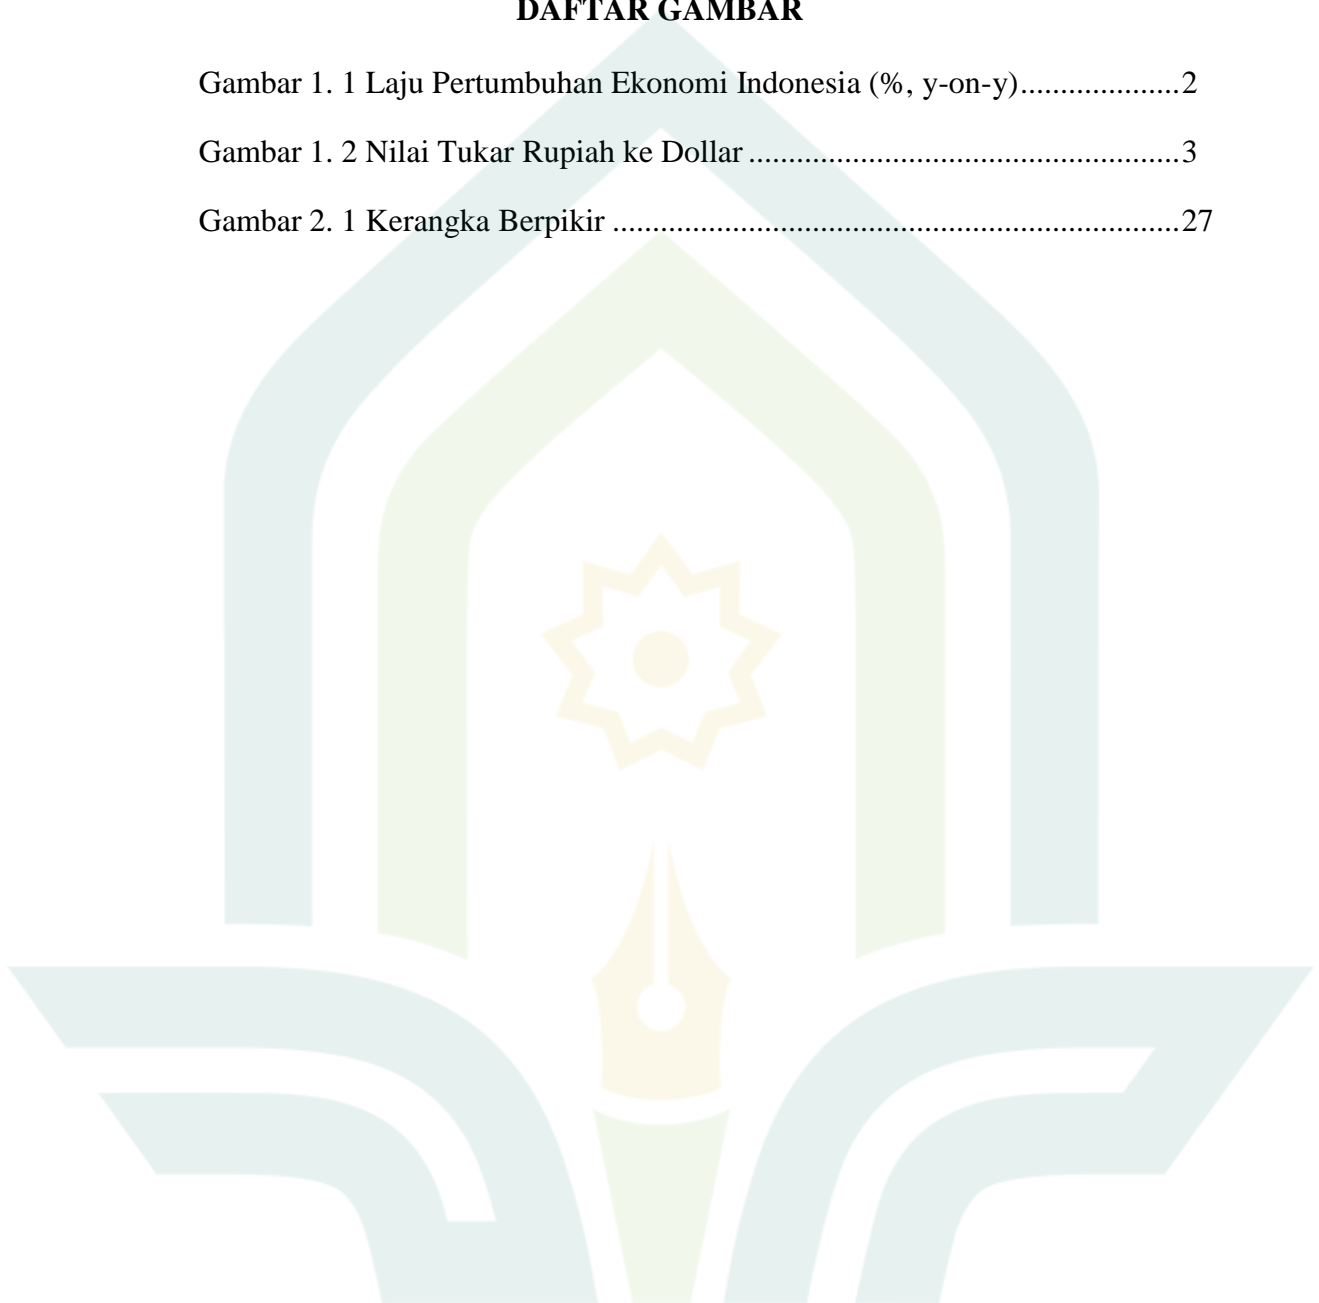 DAFTAR GAMBAR
Gambar 1. 1 Laju Pertumbuhan Ekonomi Indonesia (%, y-on-y)....................2
Gambar 1. 2 Nilai Tukar Rupiah ke Dollar ......................................................3
Gambar 2. 1 Kerangka Berpikir .......................................................................27